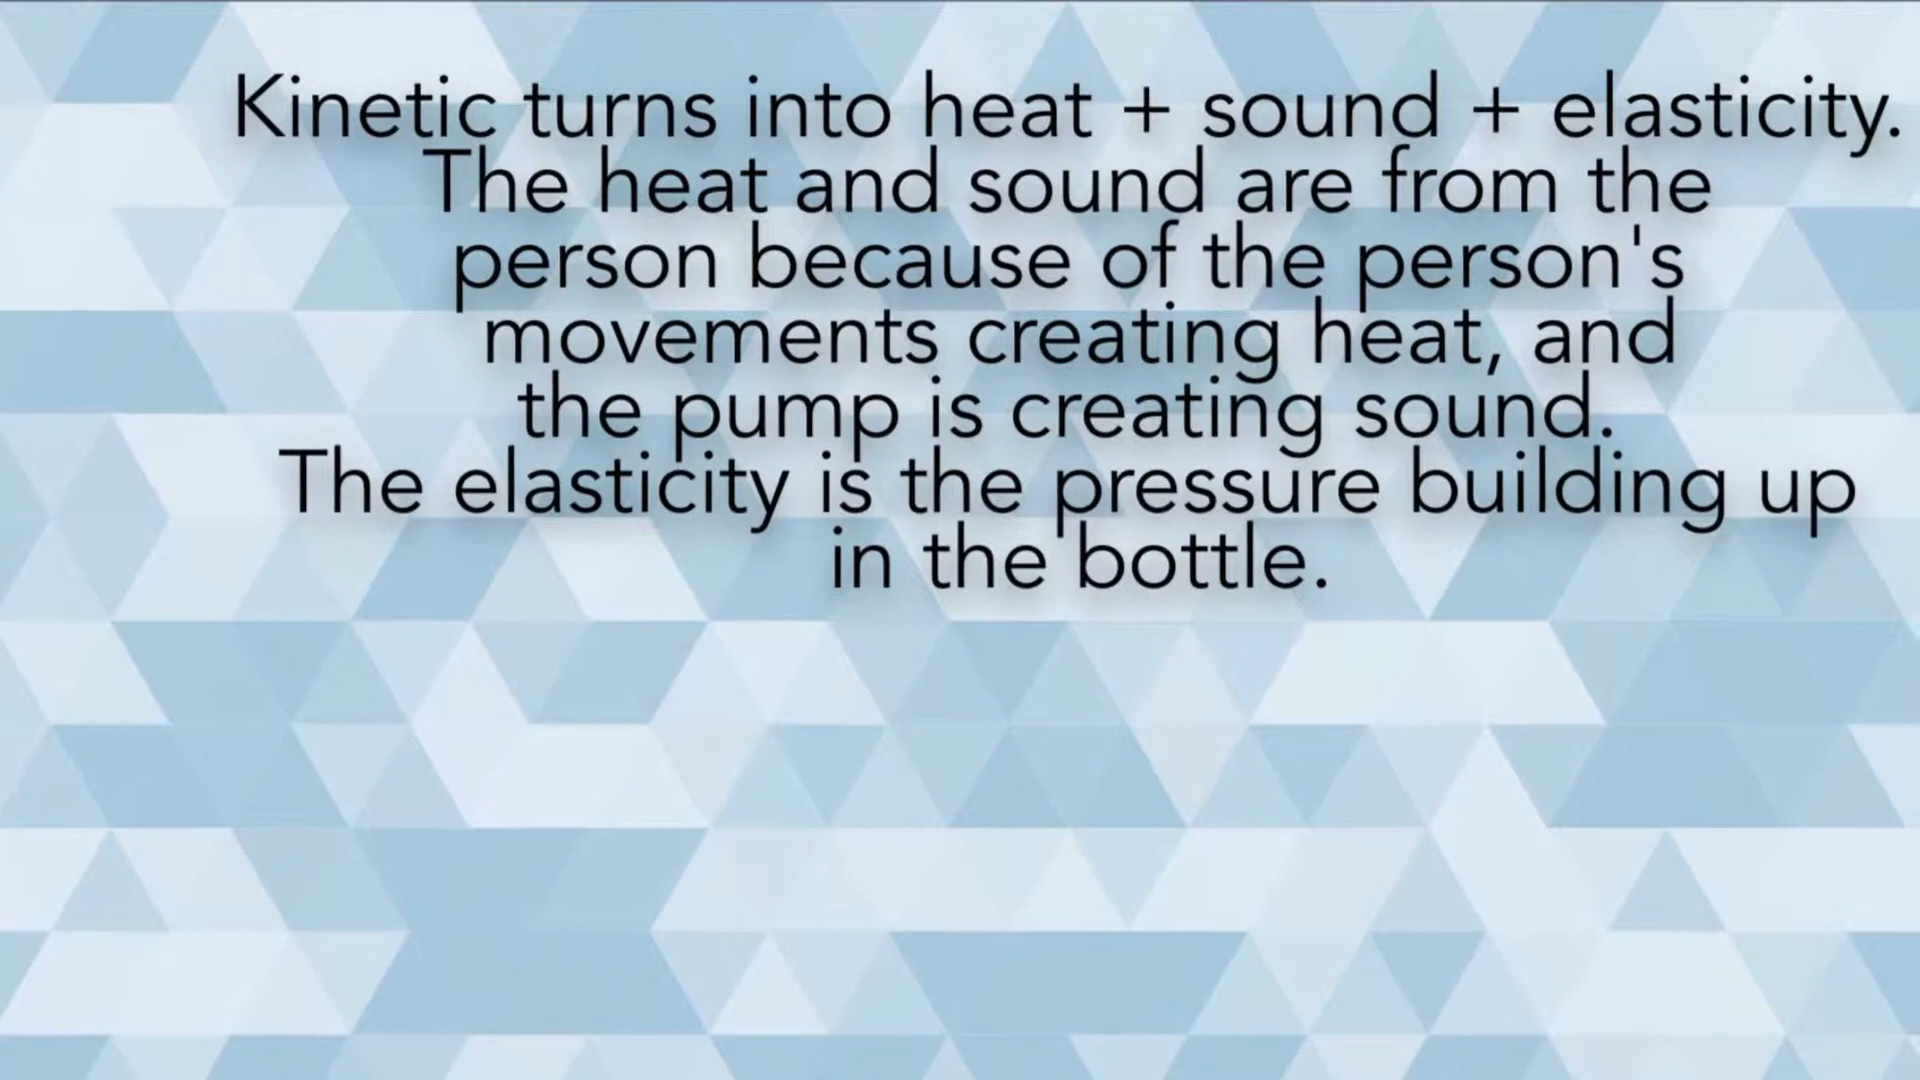 Kinetic turns into heat + sound + elasticity.
The heat and sound are from the
person because of the person's
movements creating heat, and
the pump is creating sound.
The elasticity is the pressure building up
in the bottle.